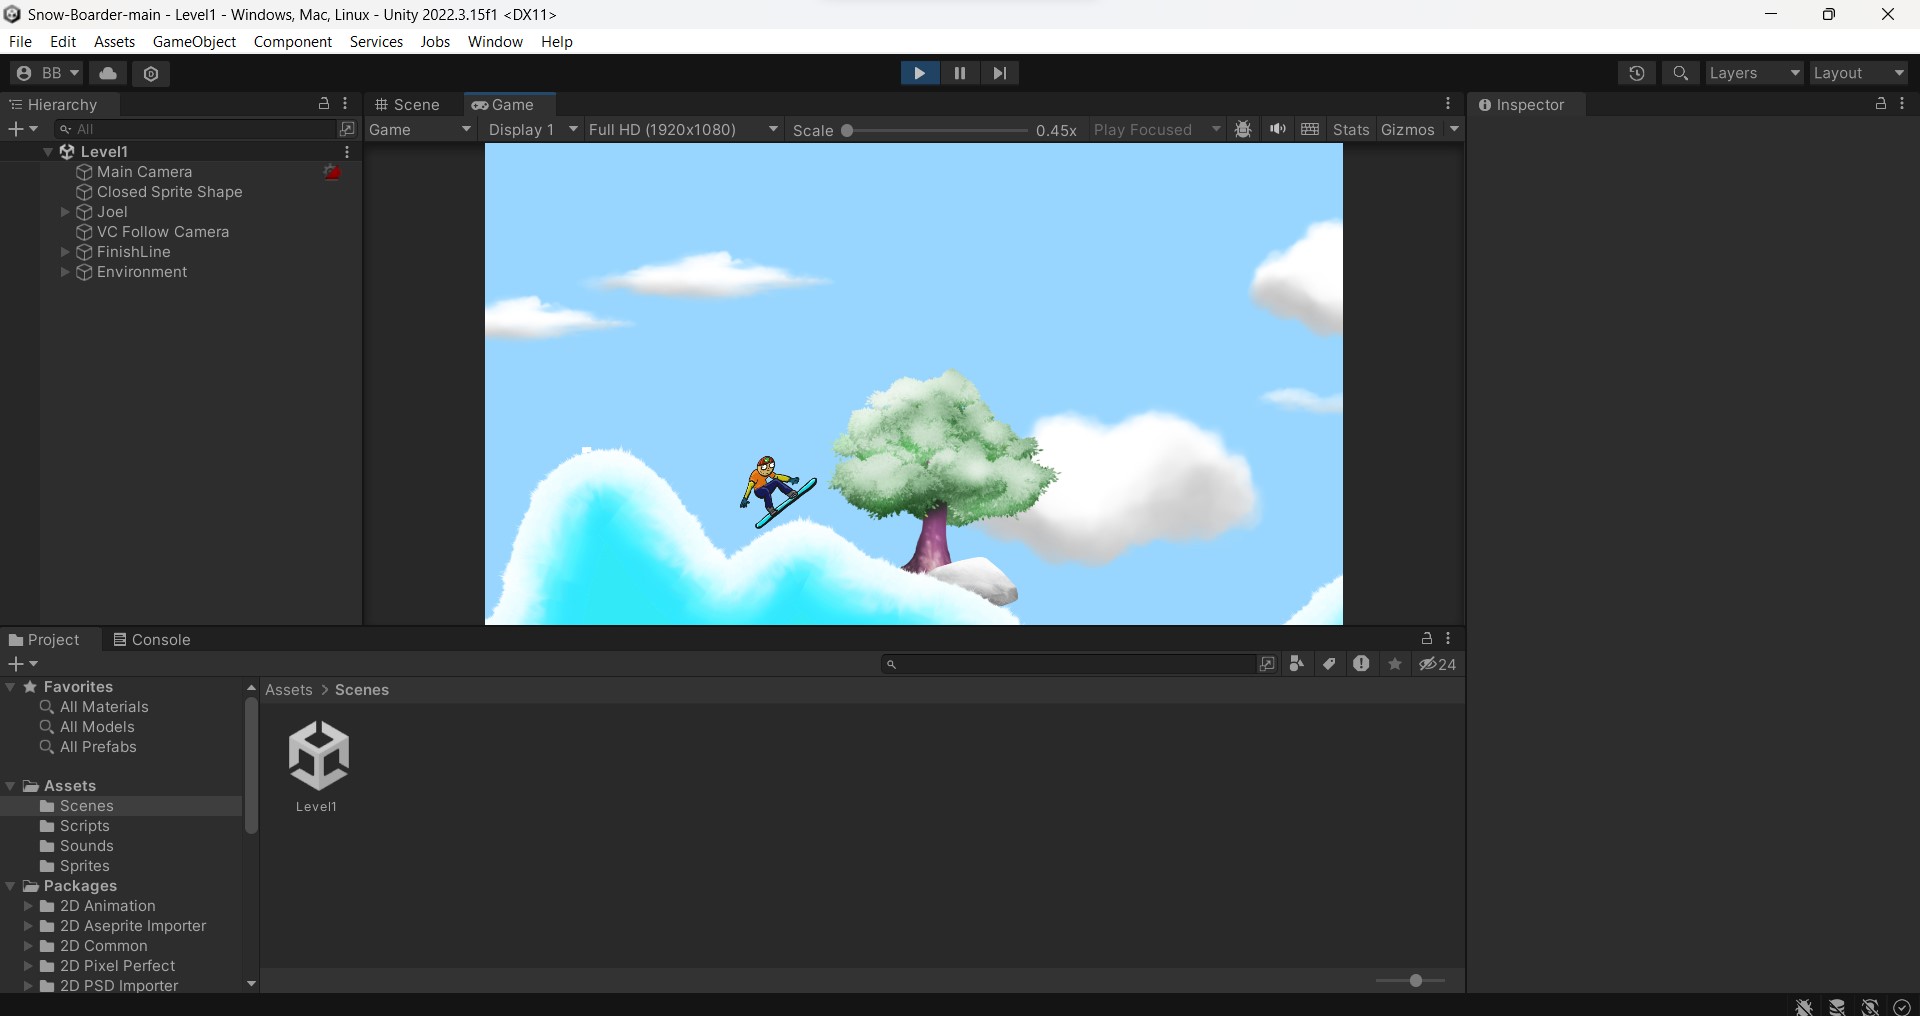 Snow-Boarder-main - Level1 - Windows, Mac, Linux - Unity 2022.3.15f1 <DX11>
File Edit Assets GameObject Component Services Jobs Window Help
BB Layers Layout
Hierarchy Scene Game Inspector
All Game Display 1 Full HD (1920x1080) Scale 0.45x Play Focused Stats Gizmos
Level1
Main Camera
Closed Sprite Shape
Joel
VC Follow Camera
FinishLine
Environment
Project Console
24
Favorites Assets > Scenes
All Materials
All Models
All Prefabs
Assets
Scenes
Level1
Scripts
Sounds
Sprites
Packages
2D Animation
2D Aseprite Importer
2D Common
2D Pixel Perfect
2D PSD Importer